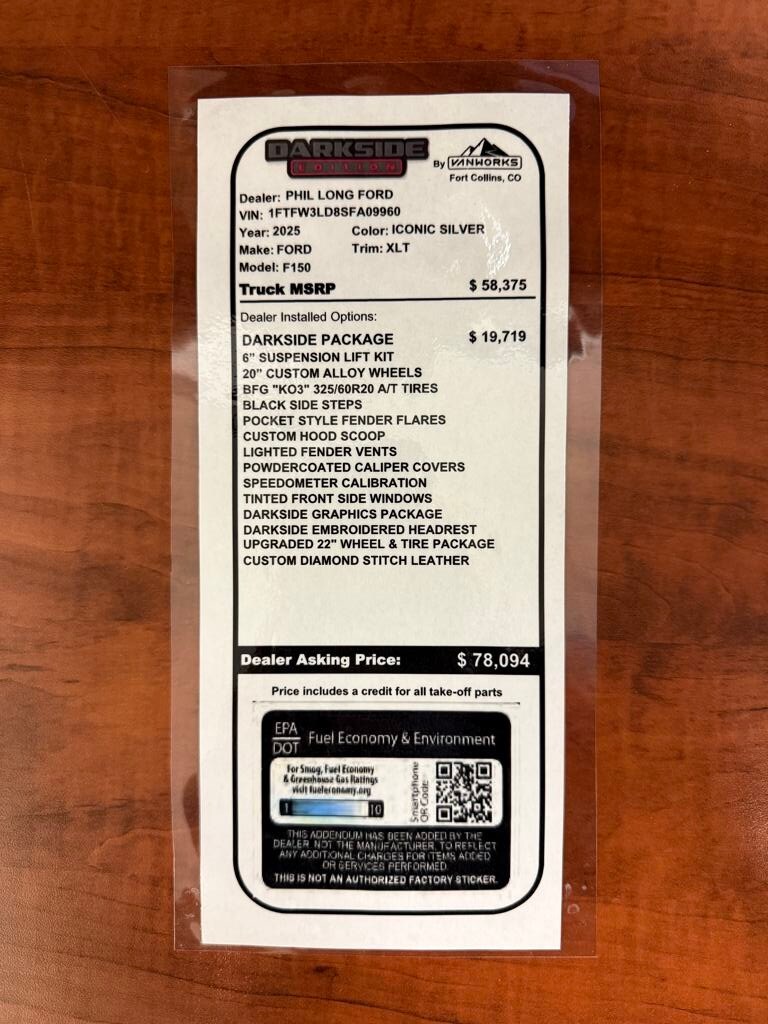 DARKSIDE
EDITION
By VANWORKS
Fort Collins, CO
Dealer: PHIL LONG FORD
VIN: 1FTFW3LD8SFA09960
Year: 2025 Color: ICONIC SILVER
Make: FORD Trim: XLT
Model: F150
Truck MSRP $ 58,375
Dealer Installed Options:
DARKSIDE PACKAGE $ 19,719
6” SUSPENSION LIFT KIT
20” CUSTOM ALLOY WHEELS
BFG "KO3" 325/60R20 A/T TIRES
BLACK SIDE STEPS
POCKET STYLE FENDER FLARES
CUSTOM HOOD SCOOP
LIGHTED FENDER VENTS
POWDERCOATED CALIPER COVERS
SPEEDOMETER CALIBRATION
TINTED FRONT SIDE WINDOWS
DARKSIDE GRAPHICS PACKAGE
DARKSIDE EMBROIDERED HEADREST
UPGRADED 22" WHEEL & TIRE PACKAGE
CUSTOM DIAMOND STITCH LEATHER
Dealer Asking Price: $ 78,094
Price includes a credit for all take-off parts
EPA
DOT
Fuel Economy & Environment
For Smog, Fuel Economy
& Greenhouse Gas Ratings
visit fueleconomy.org
1 10
Smartphone
QR Code
THIS ADDENDUM HAS BEEN ADDED BY THE
DEALER, NOT THE MANUFACTURER, TO REFLECT
ANY ADDITIONAL CHARGES FOR ITEMS ADDED
OR SERVICES PERFORMED.
THIS IS NOT AN AUTHORIZED FACTORY STICKER.